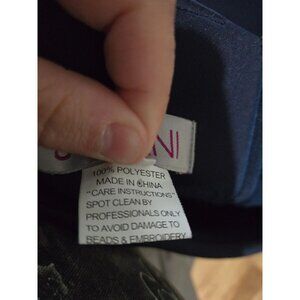 100% POLYESTER
MADE IN CHINA
"CARE INSTRUCTIONS"
SPOT CLEAN BY
PROFESSIONALS ONLY
TO AVOID DAMAGE TO
BEADS & EMBROIDERY